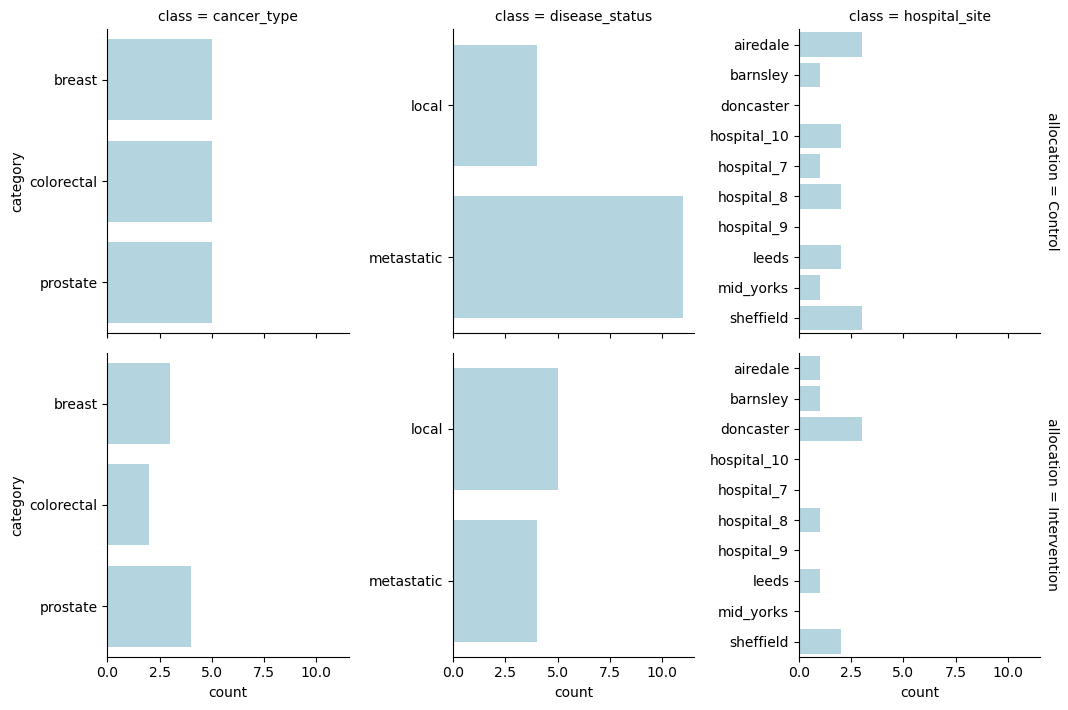 class = cancer_type
class = disease_status
class = hospital_site
category
breast
colorectal
prostate
local
metastatic
airedale
barnsley
doncaster
hospital_10
hospital_7
hospital_8
hospital_9
leeds
mid_yorks
sheffield
allocation = Control
category
breast
colorectal
prostate
0.0 2.5 5.0 7.5 10.0
count
local
metastatic
0.0 2.5 5.0 7.5 10.0
count
airedale
barnsley
doncaster
hospital_10
hospital_7
hospital_8
hospital_9
leeds
mid_yorks
sheffield
0.0 2.5 5.0 7.5 10.0
count
allocation = Intervention